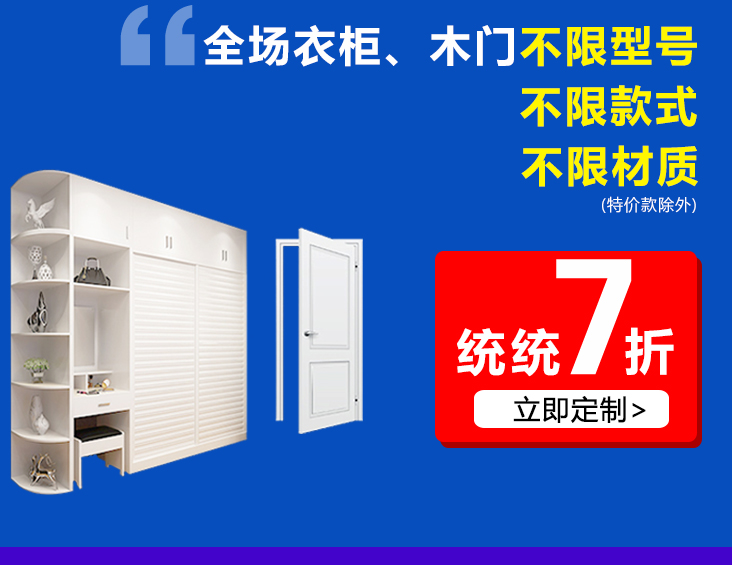 全场衣柜、木门不限型号
不限款式
不限材质
(特价款除外)
统统7折
立即定制>